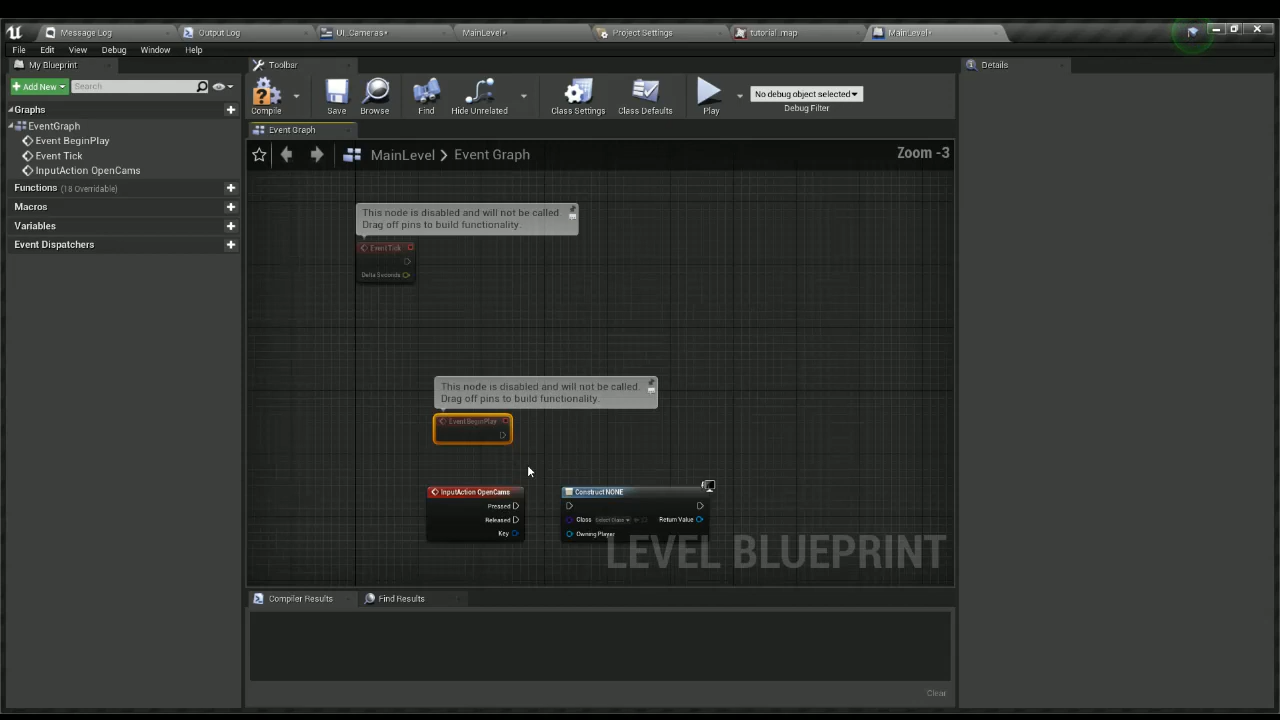 Message Log
Output Log
UI_Cameras*
MainLevel*
Project Settings
tutorial_map
MainLevel*
File Edit View Asset Debug Window Help
My Blueprint
Toolbar
Details
Add New
Search
Compile
Save
Browse
Find
Hide Unrelated
Class Settings
Class Defaults
Play
No debug object selected
Debug Filter
Graphs
EventGraph
Event BeginPlay
Event Tick
InputAction OpenCams
Functions (18 Overridable)
Macros
Variables
Event Dispatchers
Event Graph
MainLevel > Event Graph
Zoom -3
This node is disabled and will not be called.
Drag off pins to build functionality.
Event Tick
Delta Seconds
This node is disabled and will not be called.
Drag off pins to build functionality.
Event BeginPlay
InputAction OpenCams
Pressed
Released
Key
Construct NONE
Class Select Class
Return Value
Owning Player
LEVEL BLUEPRINT
Compiler Results
Find Results
Clear